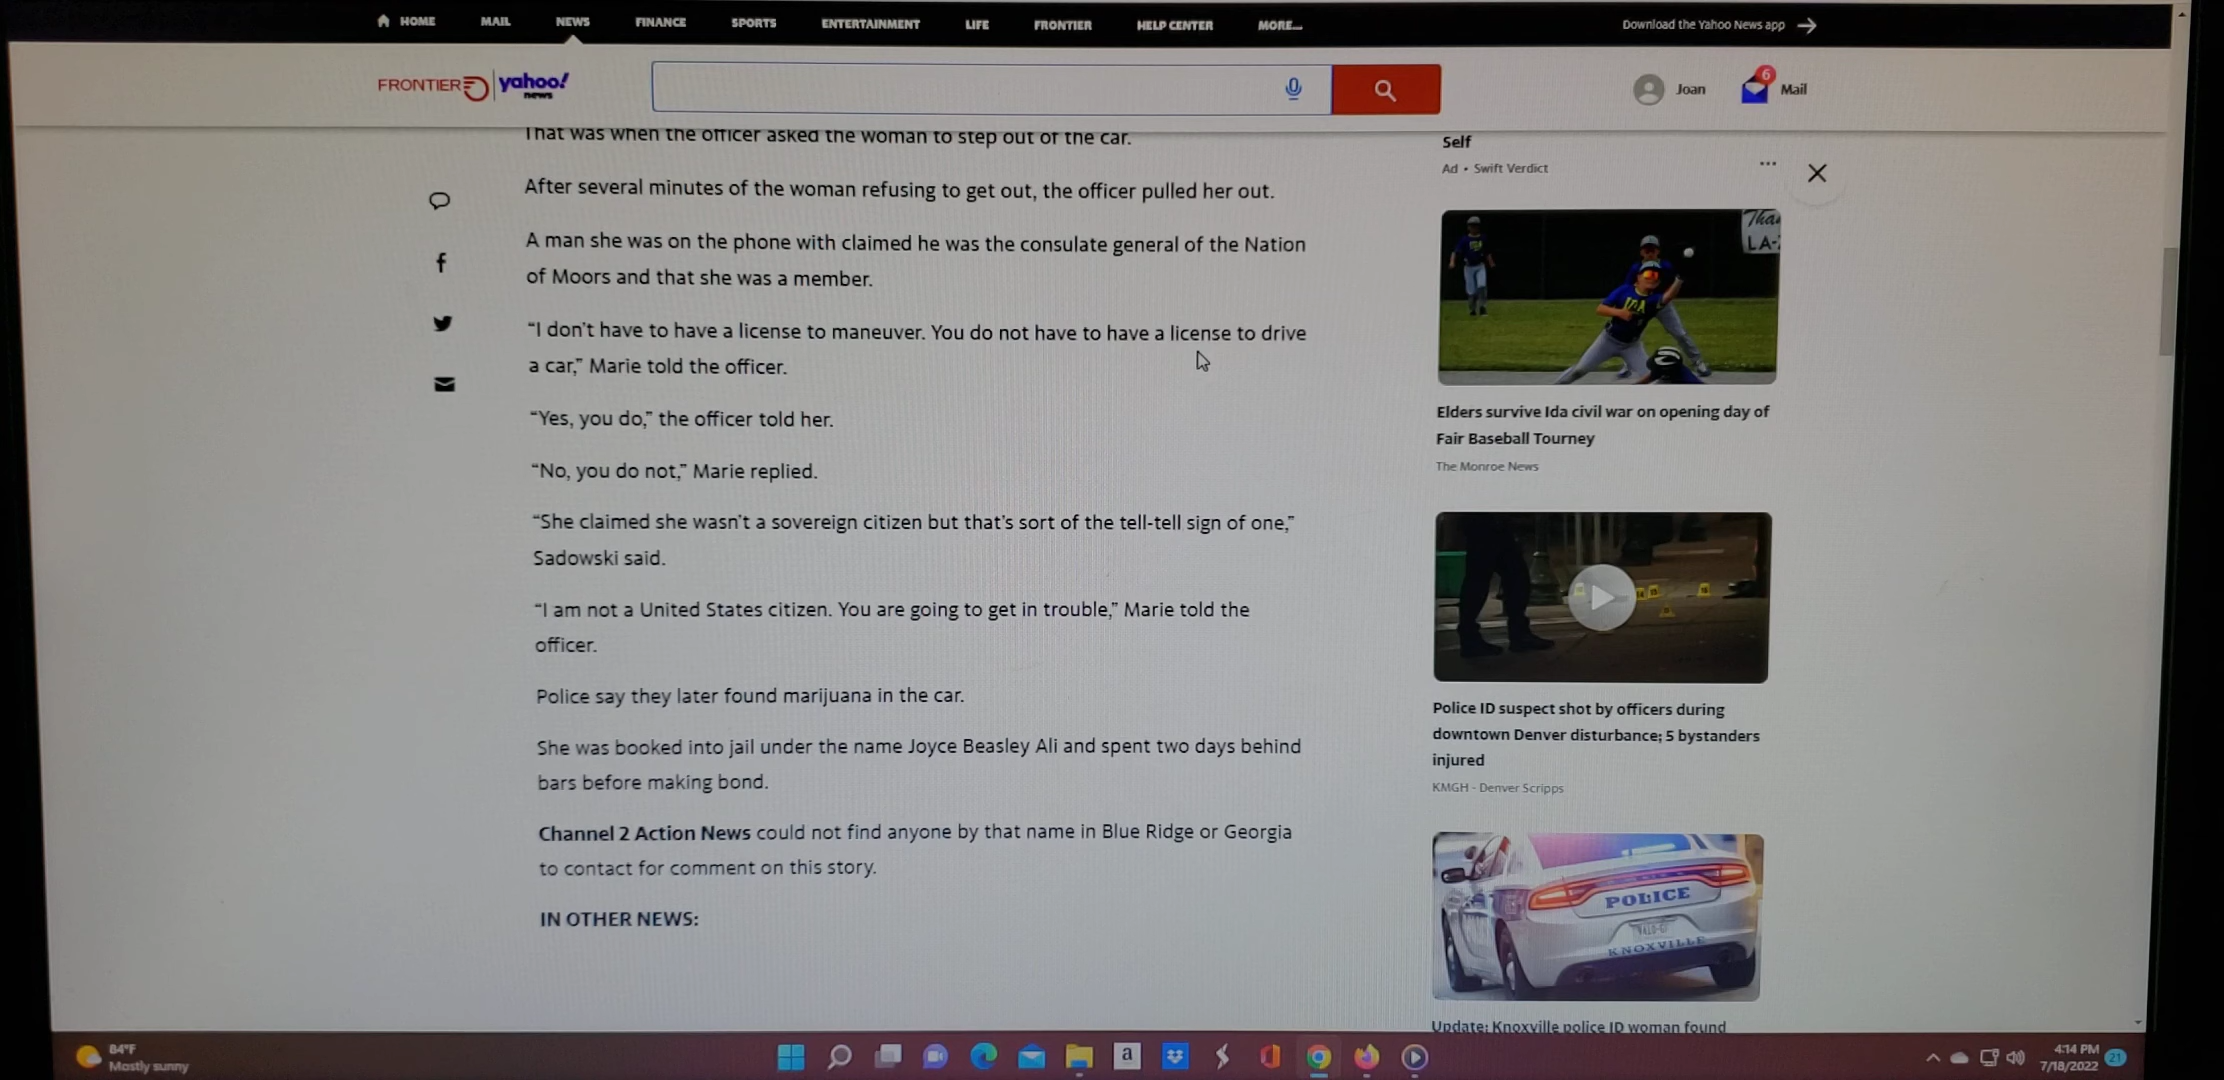 HOME MAIL NEWS FINANCE SPORTS ENTERTAINMENT LIFE FRONTIER HELP CENTER MORE... Download the Yahoo News app
FRONTIER yahoo! news
Joan 6 Mail
That was when the officer asked the woman to step out of the car.
After several minutes of the woman refusing to get out, the officer pulled her out.
A man she was on the phone with claimed he was the consulate general of the Nation
of Moors and that she was a member.
“I don’t have to have a license to maneuver. You do not have to have a license to drive
a car,” Marie told the officer.
“Yes, you do,” the officer told her.
“No, you do not,” Marie replied.
“She claimed she wasn’t a sovereign citizen but that’s sort of the tell-tell sign of one,”
Sadowski said.
“I am not a United States citizen. You are going to get in trouble,” Marie told the
officer.
Police say they later found marijuana in the car.
She was booked into jail under the name Joyce Beasley Ali and spent two days behind
bars before making bond.
Channel 2 Action News could not find anyone by that name in Blue Ridge or Georgia
to contact for comment on this story.
IN OTHER NEWS:
Self
Ad • Swift Verdict
...
Tha
LA-
IDA
Elders survive Ida civil war on opening day of
Fair Baseball Tourney
The Monroe News
Police ID suspect shot by officers during
downtown Denver disturbance; 5 bystanders
injured
KMGH - Denver Scripps
POLICE
KNOXVILLE
Update: Knoxville police ID woman found
84°F
Mostly sunny
a
4:14 PM
7/18/2022
21